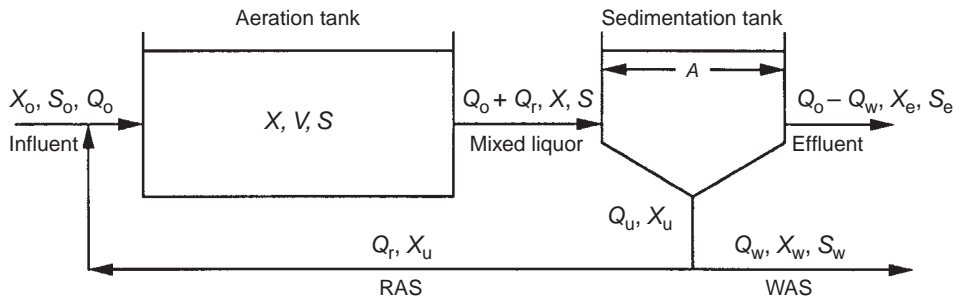 Aeration tank
Sedimentation tank
A
Xo, So, Qo
Qo + Qr, X, S
Qo – Qw, Xe, Se
X, V, S
Influent
Mixed liquor
Effluent
Qu, Xu
Qr, Xu
Qw, Xw, Sw
RAS
WAS